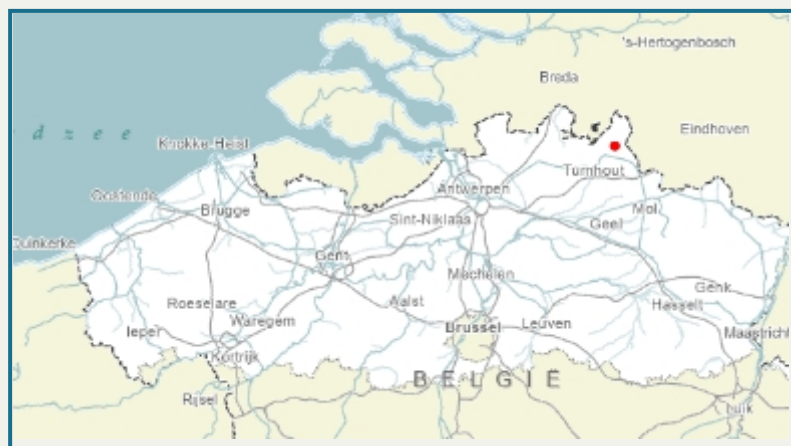 's-Hertogenbosch
Breda
Eindhoven
d z e e
Knokke-Heist
Turnhout
Oostende
Antwerpen
Brugge
Mol
Sint-Niklaas
Geel
Duinkerke
Gent
Mechelen
Genk
Roeselare
Aalst
Hasselt
Waregem
Ieper
Brussel
Leuven
Maastricht
Kortrijk
BELGIË
Rijsel
Luik